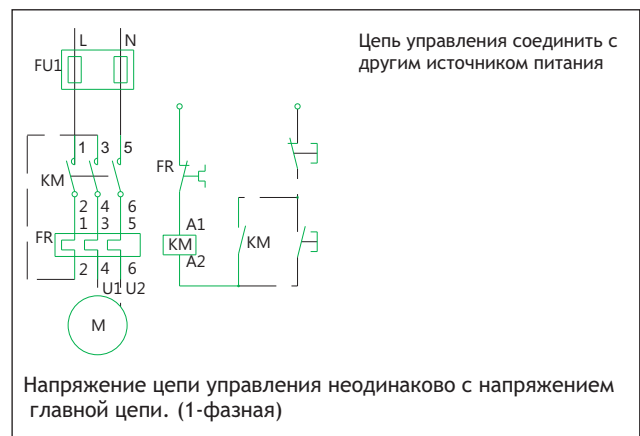 L N
Цепь управления соединить с
другим источником питания
FU1
1 3 5
FR
KM
2 4 6
A1
1 3 5
FR
KM
KM
A2
2 4 6
U1 U2
M
Напряжение цепи управления неодинаково с напряжением
главной цепи. (1-фазная)